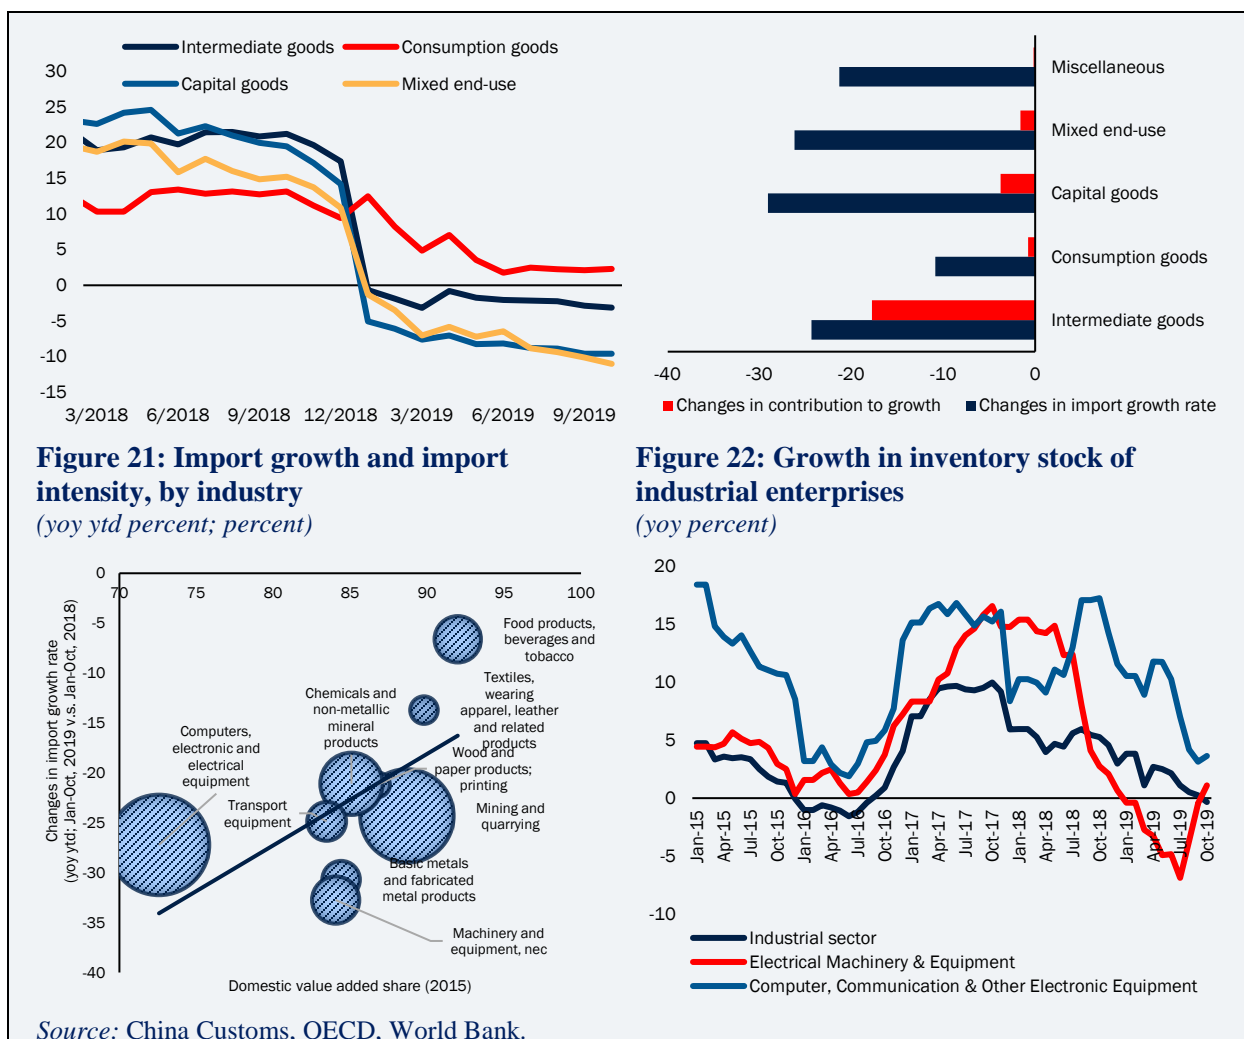 Intermediate goods
Consumption goods
Capital goods
Mixed end-use
30
25
20
15
10
5
0
-5
-10
-15
3/2018
6/2018
9/2018
12/2018
3/2019
6/2019
9/2019
Miscellaneous
Mixed end-use
Capital goods
Consumption goods
Intermediate goods
-40
-30
-20
-10
0
Changes in contribution to growth
Changes in import growth rate
Figure 21: Import growth and import
intensity, by industry
(yoy ytd percent; percent)
0
-5
-10
-15
-20
-25
-30
-35
-40
70
75
80
85
90
95
100
Changes in import growth rate
(yoy ytd; Jan-Oct, 2019 v.s. Jan-Oct, 2018)
Food products,
beverages and
tobacco
Textiles,
wearing
apparel, leather
and related
products
Chemicals and
non-metallic
mineral
products
Computers,
electronic and
electrical
equipment
Wood and
paper products;
printing
Transport
equipment
Mining and
quarrying
Basic metals
and fabricated
metal products
Machinery and
equipment, nec
Domestic value added share (2015)
Figure 22: Growth in inventory stock of
industrial enterprises
(yoy percent)
20
15
10
5
0
-5
-10
Jan-15
Apr-15
Jul-15
Oct-15
Jan-16
Apr-16
Jul-16
Oct-16
Jan-17
Apr-17
Jul-17
Oct-17
Jan-18
Apr-18
Jul-18
Oct-18
Jan-19
Apr-19
Jul-19
Oct-19
Industrial sector
Electrical Machinery & Equipment
Computer, Communication & Other Electronic Equipment
Source: China Customs, OECD, World Bank.